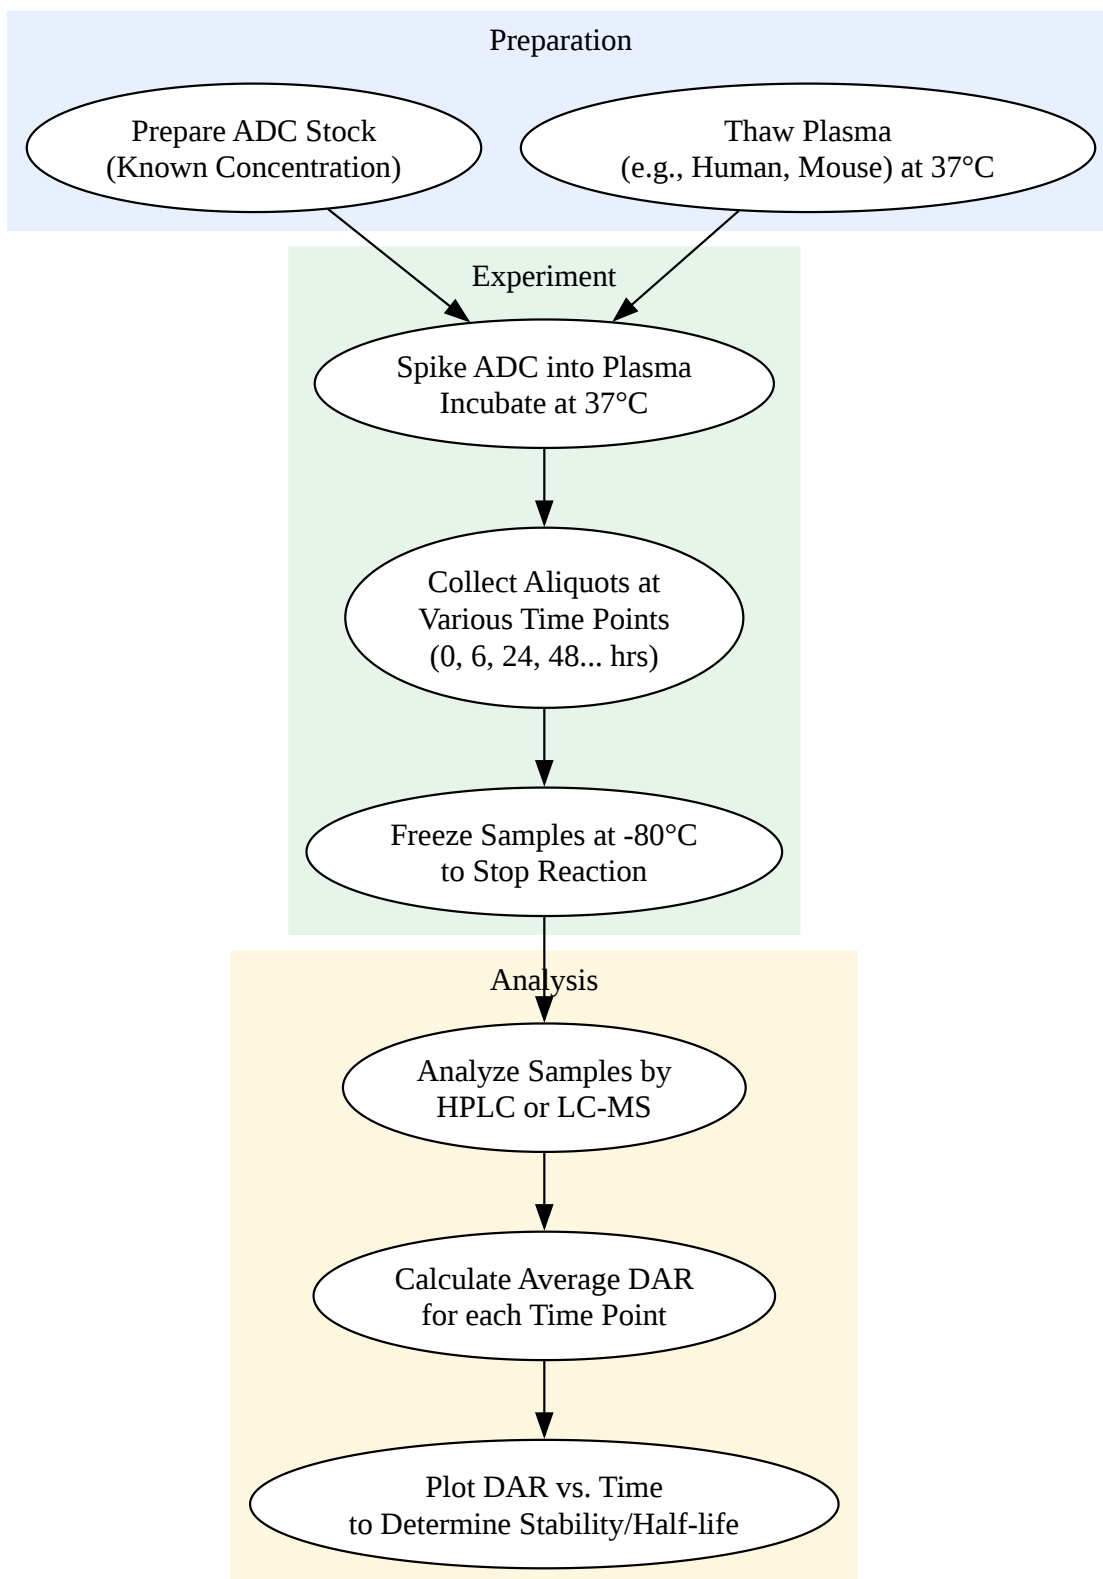 Preparation
Prepare ADC Stock
(Known Concentration)
Thaw Plasma
(e.g., Human, Mouse) at 37°C
Experiment
Spike ADC into Plasma
Incubate at 37°C
Collect Aliquots at
Various Time Points
(0, 6, 24, 48... hrs)
Freeze Samples at -80°C
to Stop Reaction
Analysis
Analyze Samples by
HPLC or LC-MS
Calculate Average DAR
for each Time Point
Plot DAR vs. Time
to Determine Stability/Half-life